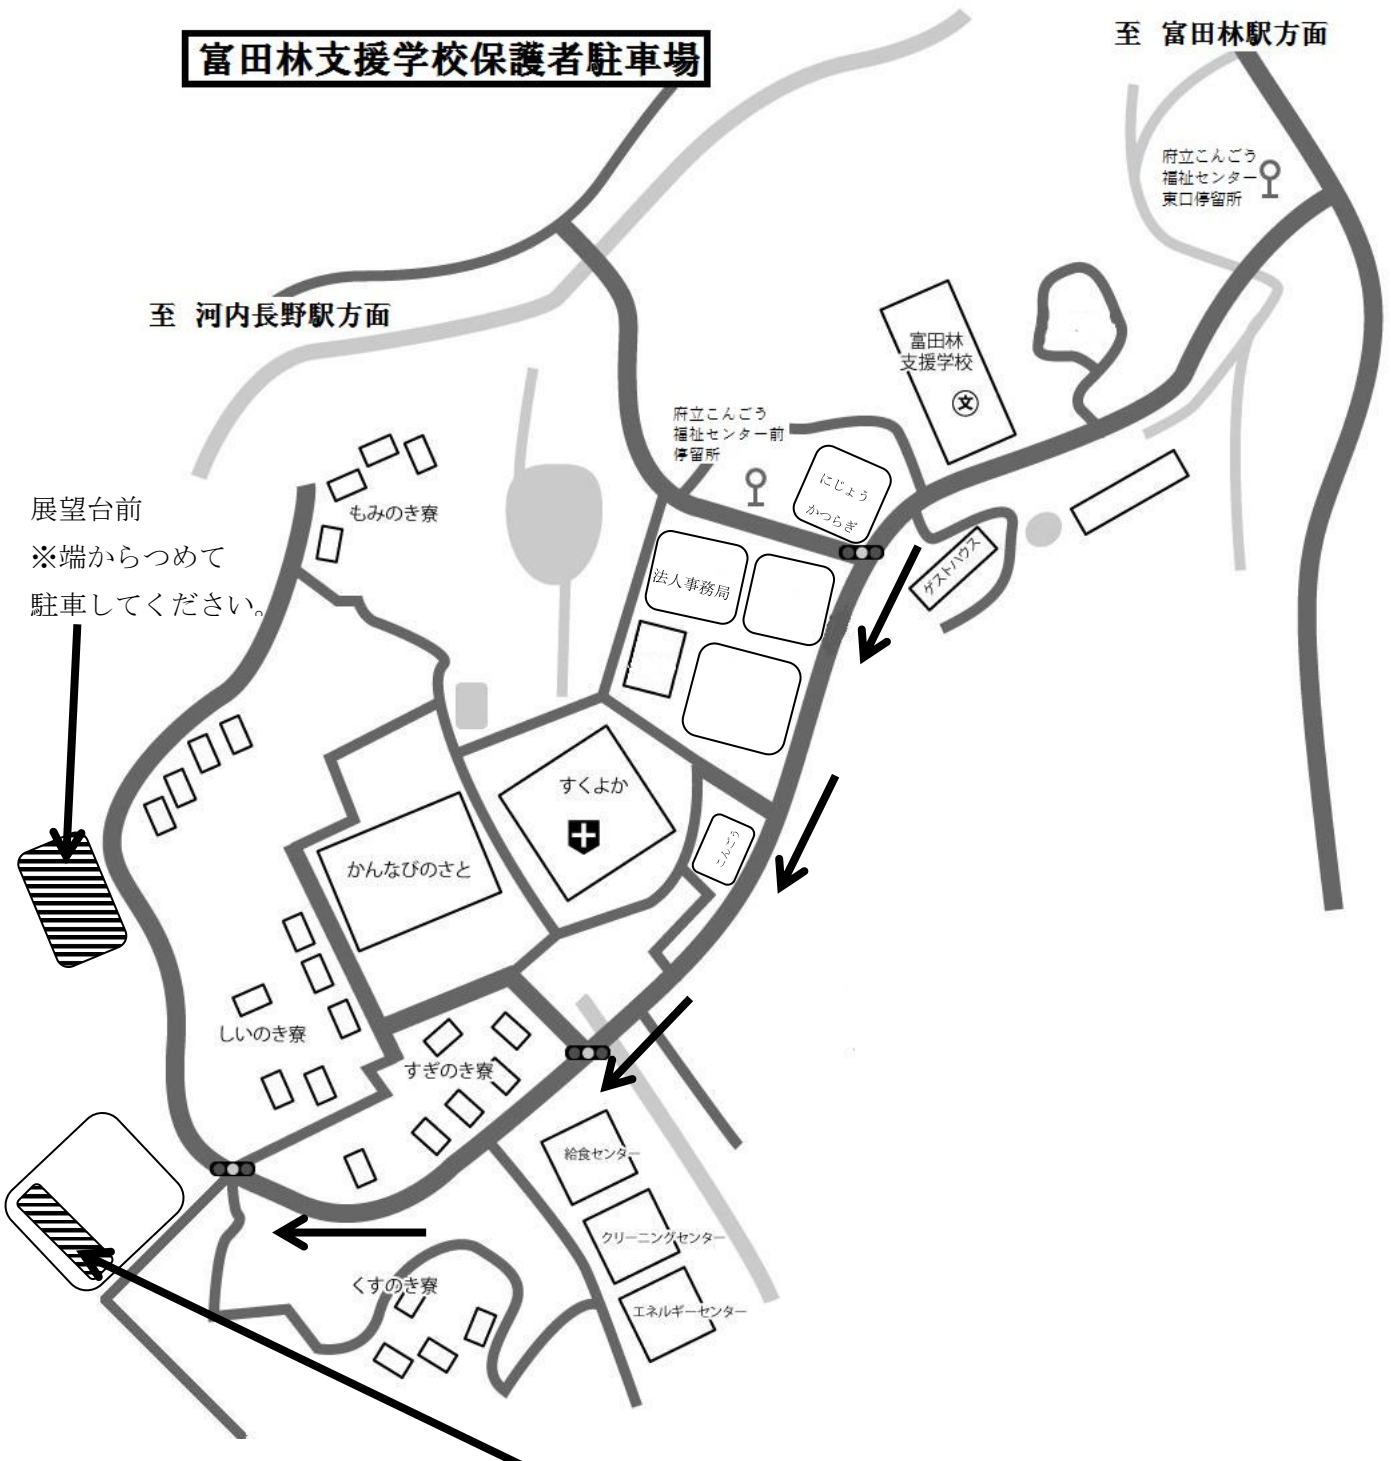 富田林支援学校保護者駐車場
至 富田林駅方面
府立こんごう
福祉センター
東口停留所
至 河内長野駅方面
富田林
支援学校
文
府立こんごう
福祉センター前
停留所
にじょう
かつらぎ
もみのき寮
展望台前
※端からつめて
駐車してください。
法人事務局
ゲストハウス
すくよか
こんごう
かんなびのさと
しいのき寮
すぎのき寮
給食センター
クリーニングセンター
くすのき寮
エネルギーセンター